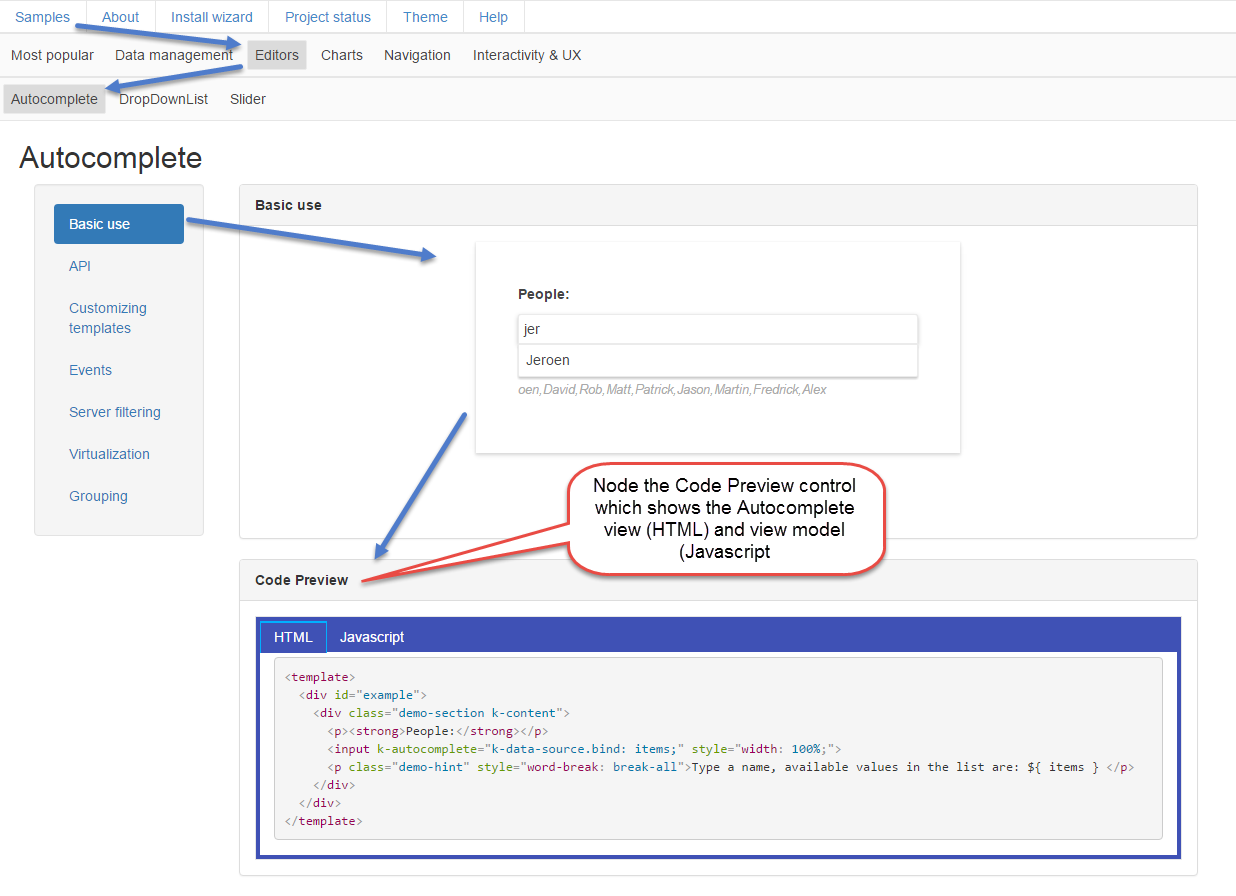 Samples About Install wizard Project status Theme Help
Most popular Data management Editors Charts Navigation Interactivity & UX
Autocomplete DropDownList Slider
Autocomplete
Basic use
API
Customizing
templates
Events
Server filtering
Virtualization
Grouping
Basic use
People:
jer
Jeroen
oen,David,Rob,Matt,Patrick,Jason,Martin,Fredrick,Alex
Node the Code Preview control
which shows the Autocomplete
view (HTML) and view model
(Javascript
Code Preview
HTML Javascript
<template>
  <div id="example">
    <div class="demo-section k-content">
      <p><strong>People:</strong></p>
      <input k-autocomplete="k-data-source.bind: items;" style="width: 100%;">
      <p class="demo-hint" style="word-break: break-all">Type a name, available values in the list are: ${ items } </p>
    </div>
  </div>
</template>